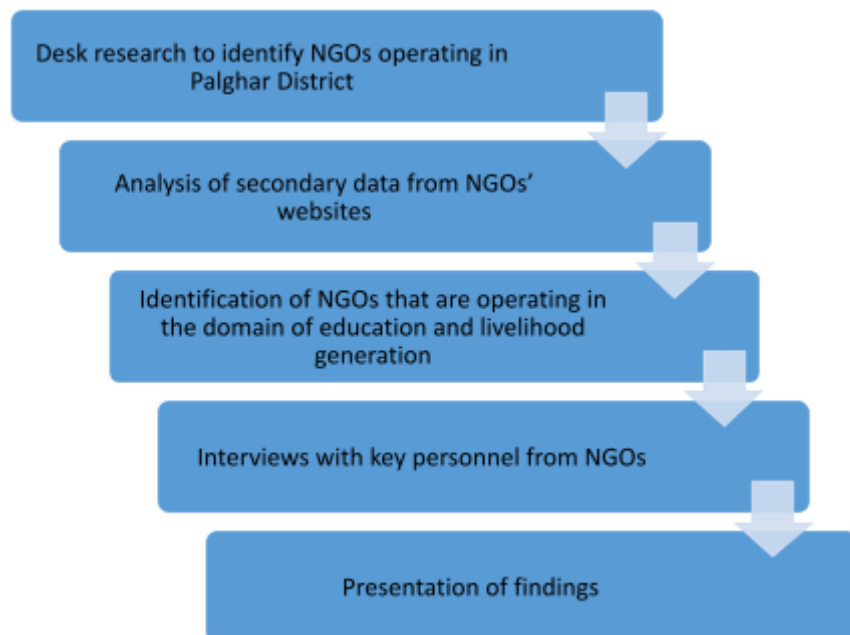 Desk research to identify NGOs operating in
Palghar District
Analysis of secondary data from NGOs’
websites
Identification of NGOs that are operating in
the domain of education and livelihood
generation
Interviews with key personnel from NGOs
Presentation of findings